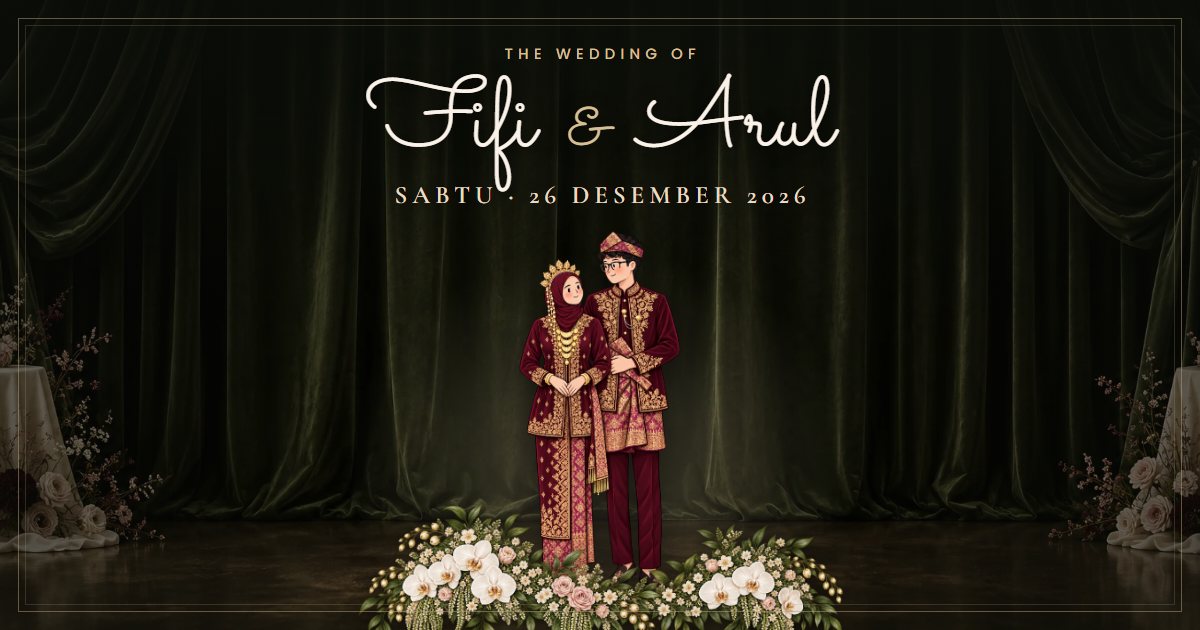 THE WEDDING OF
Fifi & Arul
SABTU · 26 DESEMBER 2026